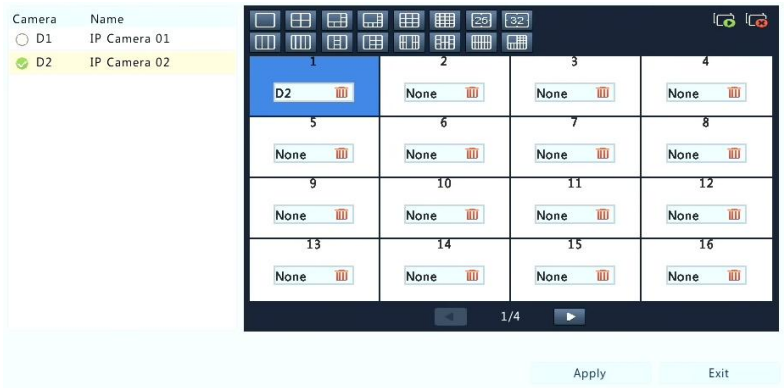 Camera Name
D1 IP Camera 01
D2 IP Camera 02
26 32
1 2 3 4
D2 None None None
5 6 7 8
None None None None
9 10 11 12
None None None None
13 14 15 16
None None None None
1/4
Apply Exit